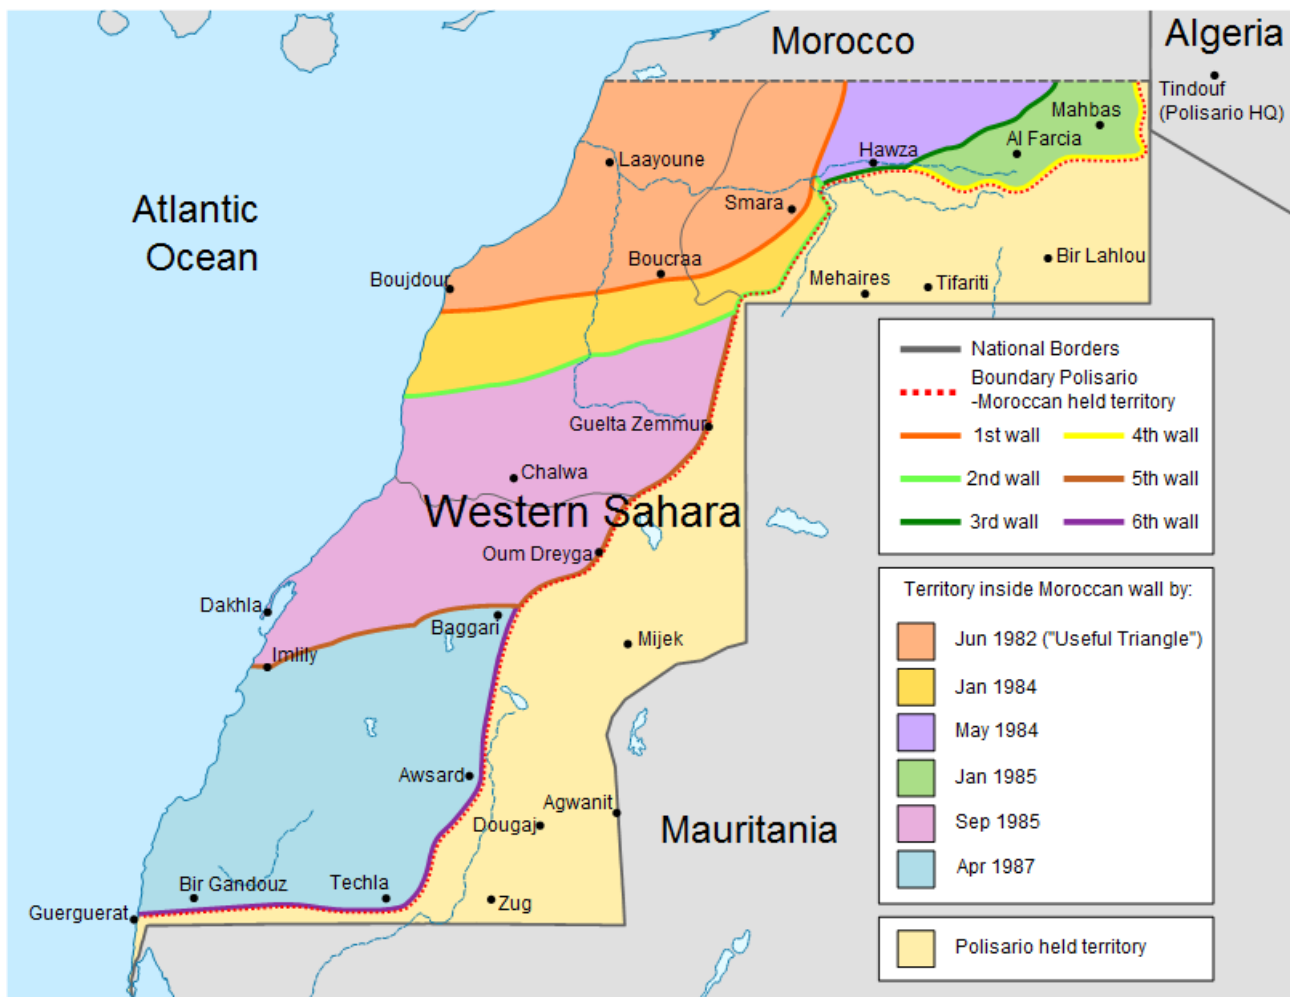 Morocco
Algeria
Tindouf
(Polisario HQ)
Mahbas
Al Farcia
Hawza
Laayoune
Smara
Atlantic
Ocean
Boucraa
Boujdour
Bir Lahlou
Mehaires
Tifariti
Guelta Zemmur
Chalwa
Western Sahara
Oum Dreyga
Dakhla
Baggari
Imlily
Mijek
Awsard
Agwanit
Dougaj
Mauritania
Bir Gandouz
Techla
Zug
Guerguerat
National Borders
Boundary Polisario
-Moroccan held territory
1st wall
4th wall
2nd wall
5th wall
3rd wall
6th wall
Territory inside Moroccan wall by:
Jun 1982 ("Useful Triangle")
Jan 1984
May 1984
Jan 1985
Sep 1985
Apr 1987
Polisario held territory